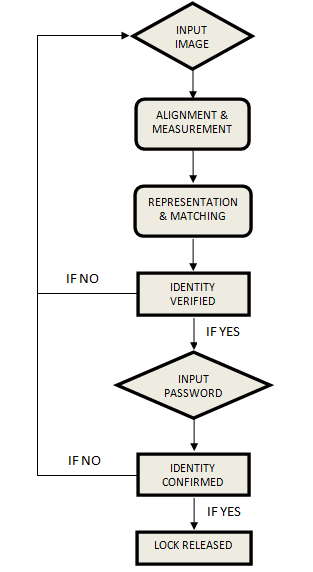 INPUT
IMAGE
ALIGNMENT &
MEASUREMENT
REPRESENTATION
& MATCHING
IDENTITY
VERIFIED
IF NO
IF YES
INPUT
PASSWORD
IDENTITY
CONFIRMED
IF NO
IF YES
LOCK RELEASED